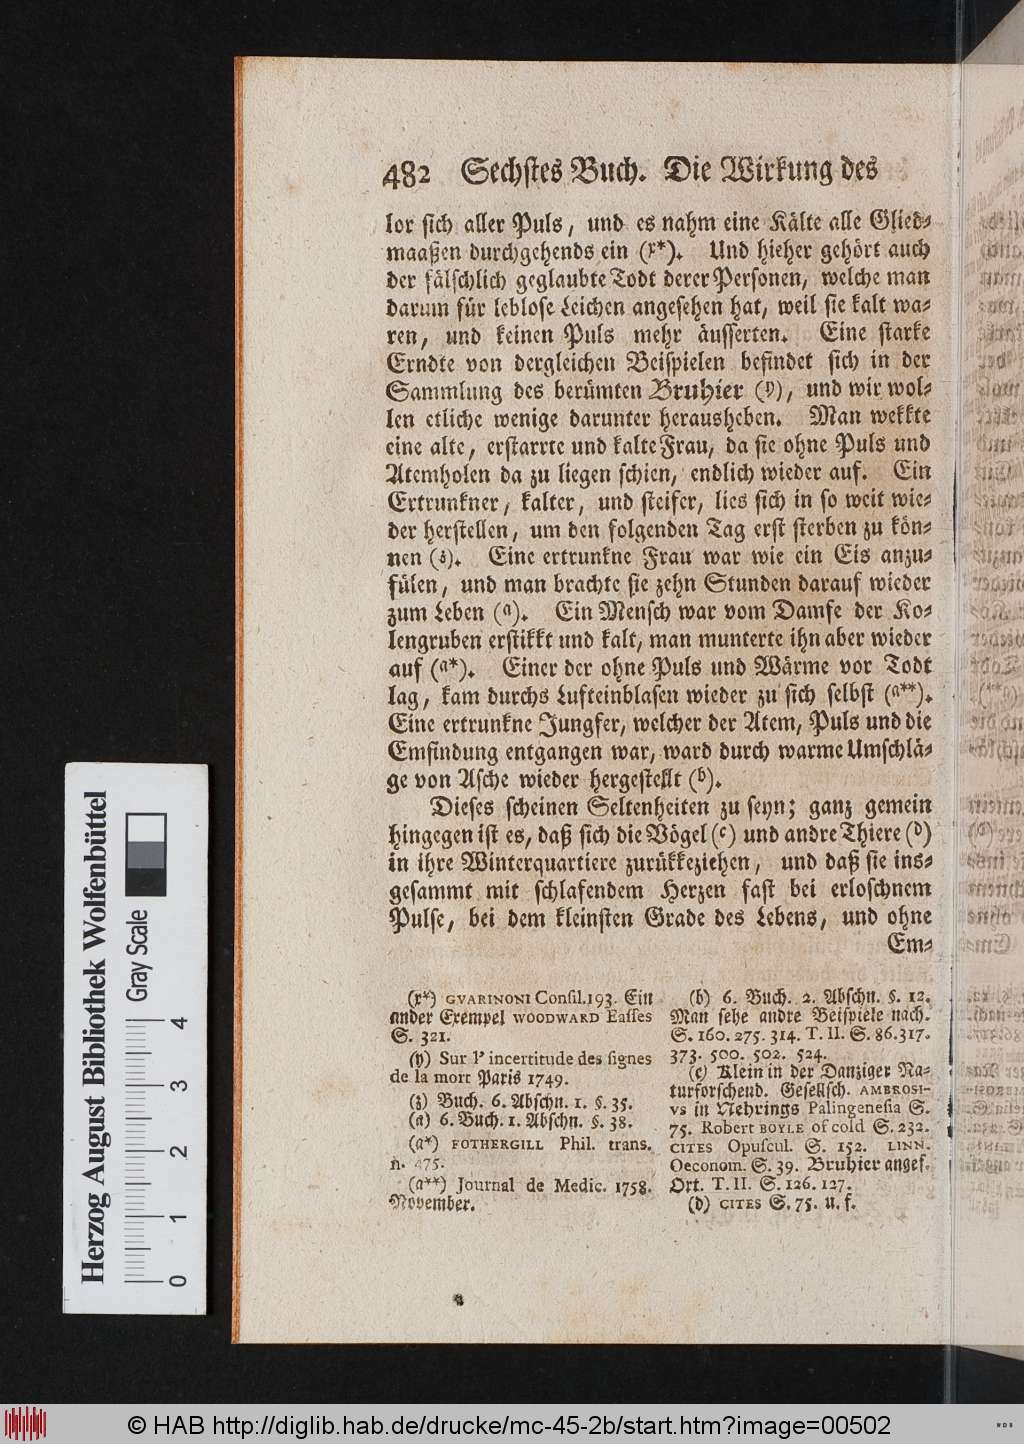 482 Sechstes Buch. Die Wirkung des
lor sich aller Puls, und es nahm eine Kälte alle Glied-
maaßen durchgehends ein (x*). Und hieher gehört auch
der fälschlich geglaubte Todt derer Personen, welche man
darum für leblose Leichen angesehen hat, weil sie kalt wa-
ren, und keinen Puls mehr äusserten. Eine starke
Erndte von dergleichen Beispielen befindet sich in der
Sammlung des berümten Bruhier (y), und wir wol-
len etliche wenige darunter herausheben. Man wekkte
eine alte, erstarrte und kalte Frau, da sie ohne Puls und
Atemholen da zu liegen schien, endlich wieder auf. Ein
Ertrunkner, kalter, und steifer, lies sich in so weit wie-
der herstellen, um den folgenden Tag erst sterben zu kön-
nen (z). Eine ertrunkne Frau war wie ein Eis anzu-
fülen, und man brachte sie zehn Stunden darauf wieder
zum Leben (a). Ein Mensch war vom Damfe der Ko-
lengruben erstikkt und kalt, man munterte ihn aber wieder
auf (a*). Einer der ohne Puls und Wärme vor Todt
lag, kam durchs Lufteinblasen wieder zu sich selbst (a**).
Eine ertrunkne Jungfer, welcher der Atem, Puls und die
Emfindung entgangen war, ward durch warme Umschlä-
ge von Asche wieder hergestellt (b).
Dieses scheinen Seltenheiten zu seyn; ganz gemein
hingegen ist es, daß sich die Vögel (c) und andre Thiere (d)
in ihre Winterquartiere zurükkeziehen, und daß sie ins-
gesammt mit schlafendem Herzen fast bei erloschnem
Pulse, bei dem kleinsten Grade des Lebens, und ohne
Em-
(x*) GVARINONI Consil. 193. Ein
ander Exempel WOODWARD Easses
S. 321.
(y) Sur l' incertitude des signes
de la mort Paris 1749.
(z) Buch. 6. Abschn. 1. §. 35.
(a) 6. Buch. 1. Abschn. §. 38.
(a*) FOTHERGILL Phil. trans.
n. 475.
(a**) Journal de Medic. 1758.
November.
(b) 6. Buch. 2. Abschn. §. 12.
Man sehe andre Beispiele nach.
S. 160. 275. 314. T. II. S. 86. 317.
373. 500. 502. 524.
(c) Klein in der Danziger Na-
turforschend. Gesellsch. AMBROSI-
VS in Nehrings Palingenesia S.
75. Robert BOYLE of cold S. 232.
CITES Opuscul. S. 152. LINN.
Oeconom. S. 39. Bruhier angef.
Ort. T. II. S. 126. 127.
(d) CITES S. 75. u. f.
Herzog August Bibliothek Wolfenbüttel
Gray Scale
0 1 2 3 4
© HAB http://diglib.hab.de/drucke/mc-45-2b/start.htm?image=00502